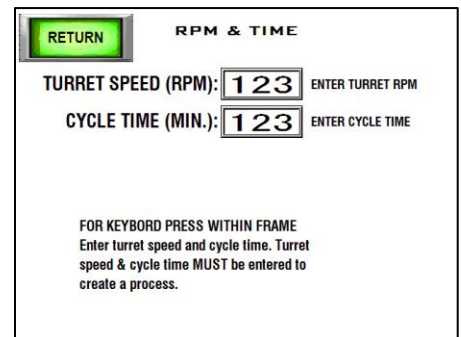 RETURN
RPM & TIME
TURRET SPEED (RPM): 123 ENTER TURRET RPM
CYCLE TIME (MIN.): 123 ENTER CYCLE TIME
FOR KEYBORD PRESS WITHIN FRAME
Enter turret speed and cycle time. Turret
speed & cycle time MUST be entered to
create a process.